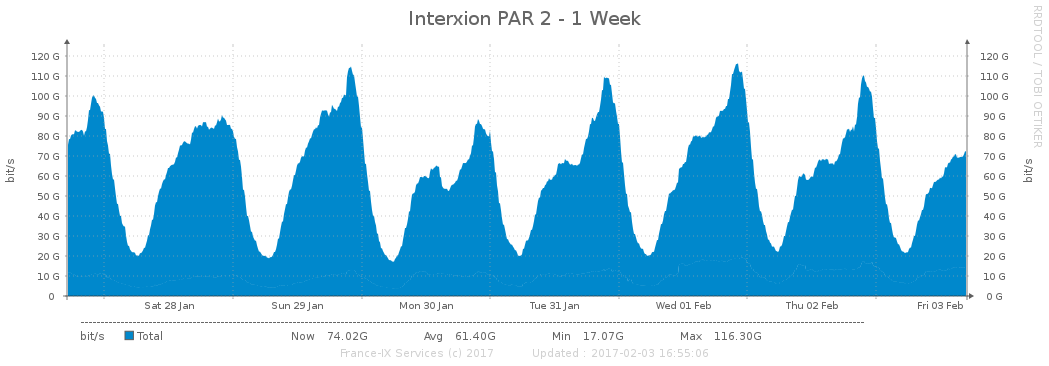 Interxion PAR 2 - 1 Week
RRDTOOL / TOBI OETIKER
bit/s
120 G 120 G
110 G 110 G
100 G 100 G
90 G 90 G
80 G 80 G
70 G 70 G
60 G 60 G
50 G 50 G
40 G 40 G
30 G 30 G
20 G 20 G
10 G 10 G
0 0 G
bit/s
Sat 28 Jan Sun 29 Jan Mon 30 Jan Tue 31 Jan Wed 01 Feb Thu 02 Feb Fri 03 Feb
bit/s Total Now 74.02G Avg 61.40G Min 17.07G Max 116.30G
France-IX Services (c) 2017 Updated : 2017-02-03 16:55:06